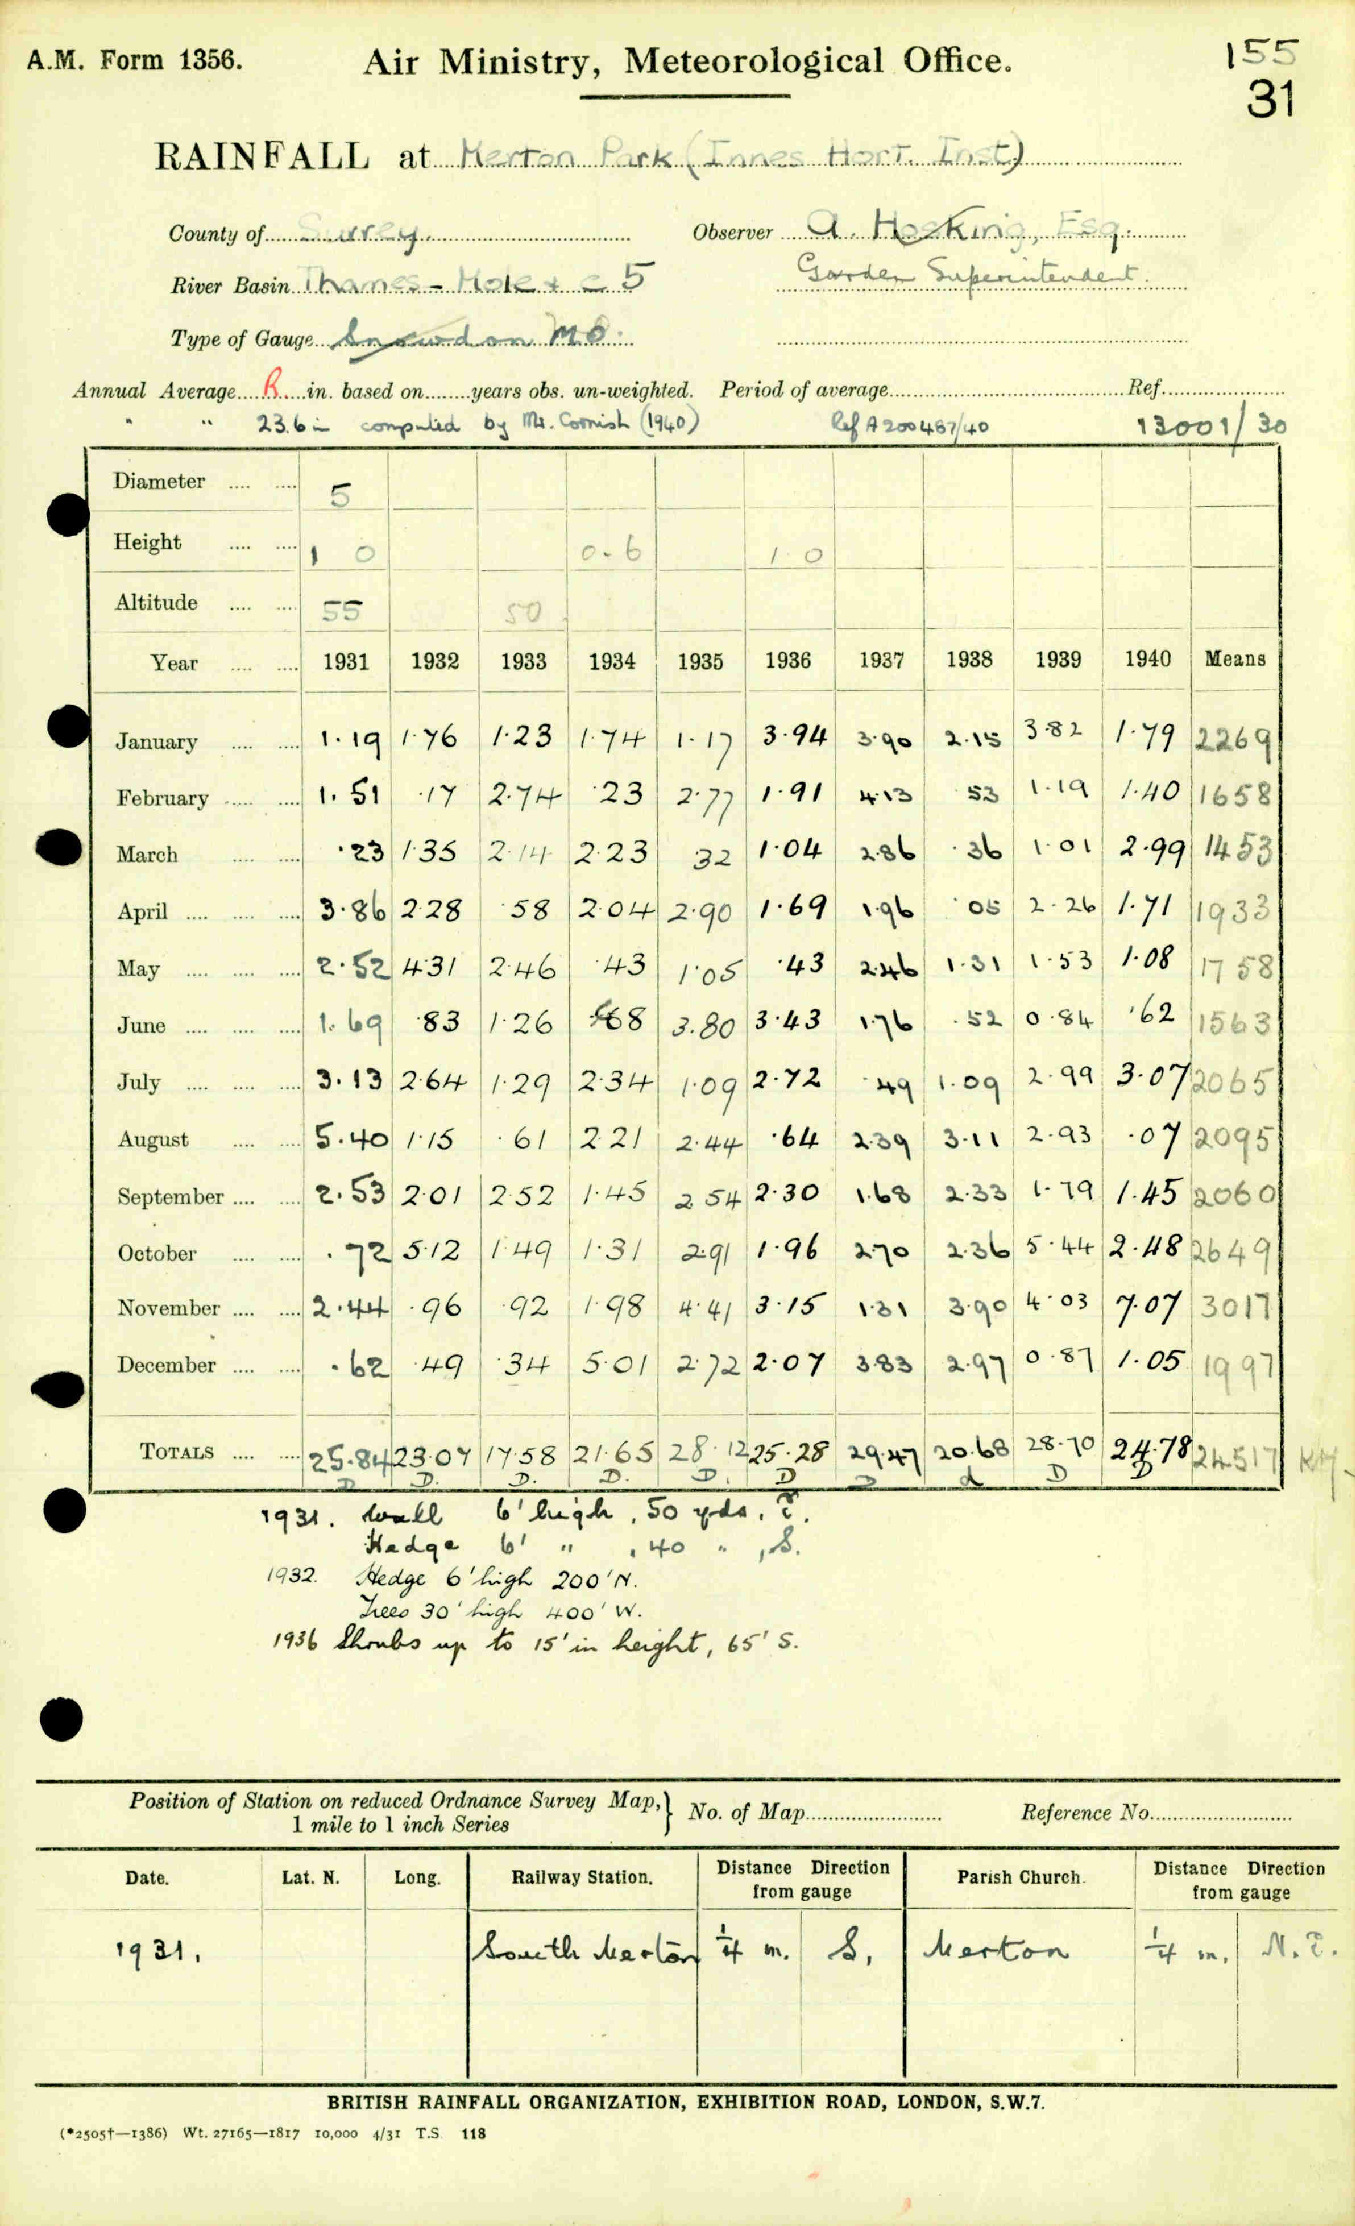 A.M. Form 1356. Air Ministry, Meteorological Office. 155
31
RAINFALL at Merton Park (Innes Hort. Inst)
County of Surrey. Observer A. Hosking, Esq.
River Basin Thames - Mole & c 5 Garden Superintendent.
Type of Gauge Snowdon MO.
Annual Average R in. based on years obs. un-weighted. Period of average Ref.
" " 23.6 in computed by Mr. Cornish (1940) Ref A200487/40 13001/30
Diameter 5
Height 1 0 0-6 1 0
Altitude 55 50
Year 1931 1932 1933 1934 1935 1936 1937 1938 1939 1940 Means
January 1.19 1.76 1.23 1.74 1.17 3.94 3.90 2.15 3.82 1.79 2269
February 1.51 .17 2.74 .23 2.77 1.91 4.13 53 1.19 1.40 1658
March .23 1.35 2.14 2.23 32 1.04 2.86 .36 1.01 2.99 1453
April 3.86 2.28 .58 2.04 2.90 1.69 1.96 .05 2.26 1.71 1933
May 2.52 4.31 2.46 .43 1.05 .43 2.46 1.31 1.53 1.08 1758
June 1.69 .83 1.26 .68 3.80 3.43 1.76 .52 0.84 .62 1563
July 3.13 2.64 1.29 2.34 1.09 2.72 .49 1.09 2.99 3.07 2065
August 5.40 1.15 .61 2.21 2.44 .64 2.39 3.11 2.93 .07 2095
September 2.53 2.01 2.52 1.45 2.54 2.30 1.68 2.33 1.79 1.45 2060
October .72 5.12 1.49 1.31 2.91 1.96 2.70 2.36 5.44 2.48 2649
November 2.44 .96 .92 1.98 4.41 3.15 1.31 3.90 4.03 7.07 3017
December .62 .49 .34 5.01 2.72 2.07 3.83 2.97 0.87 1.05 1997
TOTALS 25.84 23.07 17.58 21.65 28.12 25.28 29.47 20.68 28.70 24.78 24517
D D. D. D. D. D D d D D
1931. Wall 6' high, 50 yds, E.
Hedge 6' " , 40 " , S.
1932. Hedge 6' high 200' N.
Trees 30' high 400' W.
1936 Shrubs up to 15' in height, 65' S.
Position of Station on reduced Ordnance Survey Map, 1 mile to 1 inch Series } No. of Map Reference No.
Date. Lat. N. Long. Railway Station. Distance Direction from gauge Parish Church. Distance Direction from gauge
1931. South Merton 1/4 m. S. Merton 1/4 m. N.E.
BRITISH RAINFALL ORGANIZATION, EXHIBITION ROAD, LONDON, S.W.7.
(*2505†—1386) Wt. 27165—1817 10,000 4/31 T.S. 118